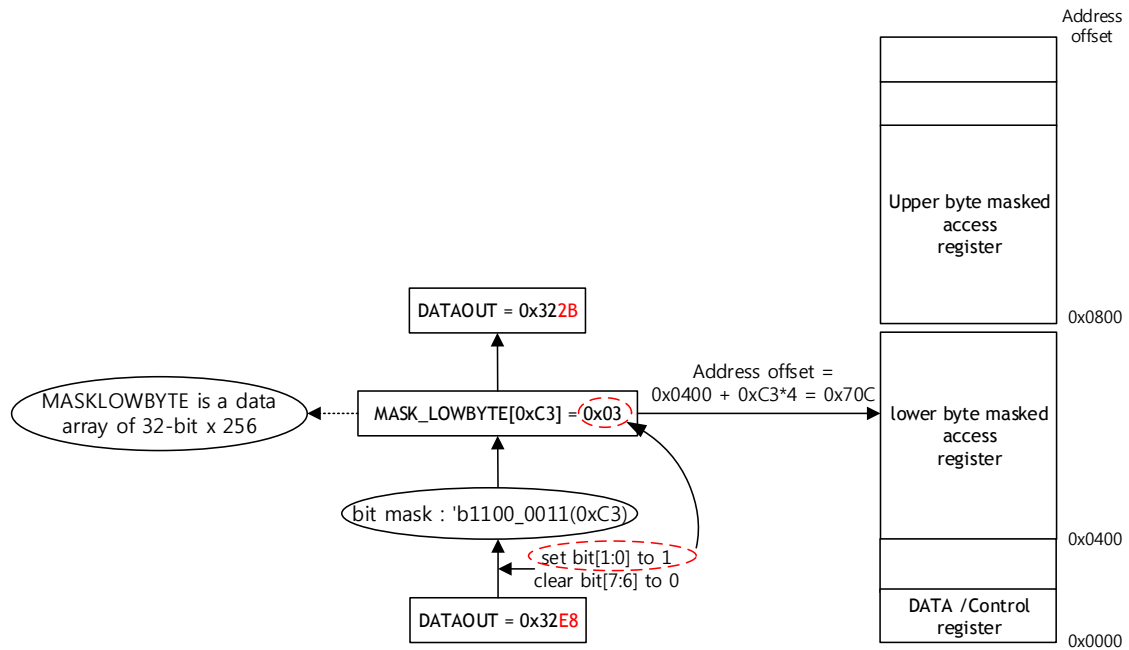 Address
offset
Upper byte masked
access
register
0x0800
DATAOUT = 0x322B
Address offset =
0x0400 + 0xC3*4 = 0x70C
MASKLOWBYTE is a data
array of 32-bit x 256
MASK_LOWBYTE[0xC3] = 0x03
lower byte masked
access
register
bit mask : 'b1100_0011(0xC3)
0x0400
set bit[1:0] to 1
clear bit[7:6] to 0
DATAOUT = 0x32E8
DATA /Control
register
0x0000